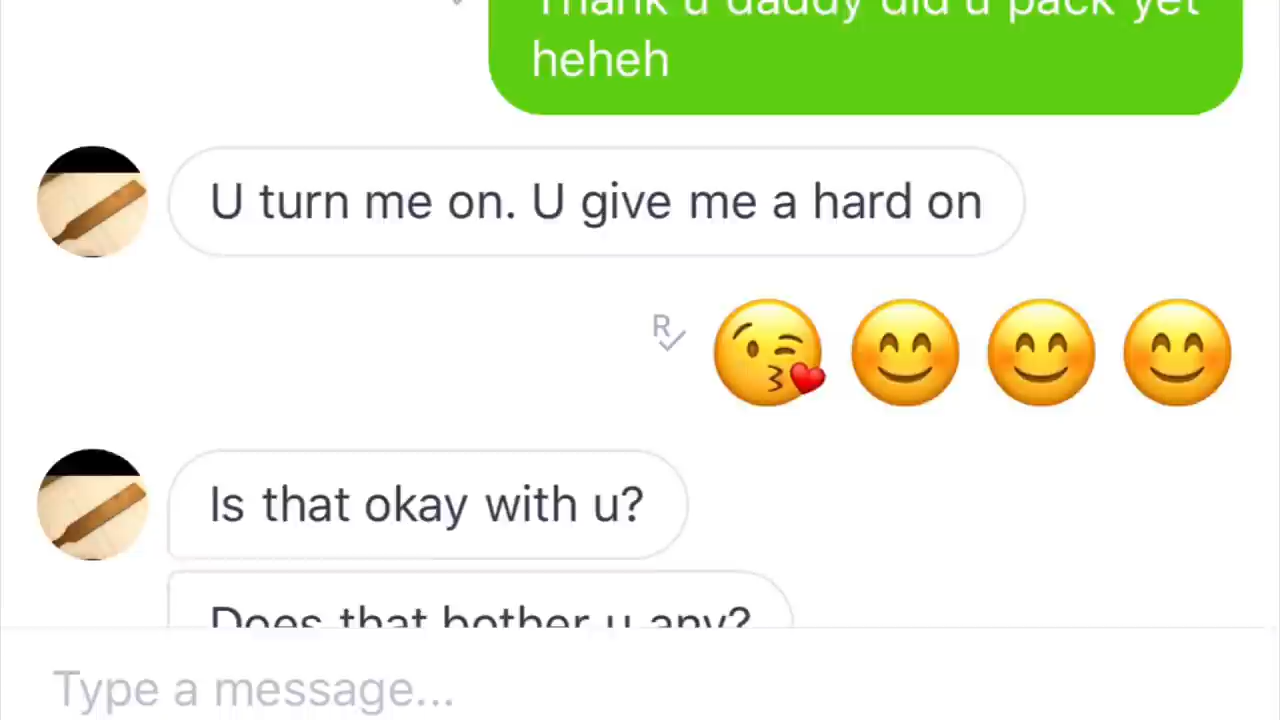 Thank u daddy did u pack yet
heheh
U turn me on. U give me a hard on
R
Is that okay with u?
Does that bother u any?
Type a message...